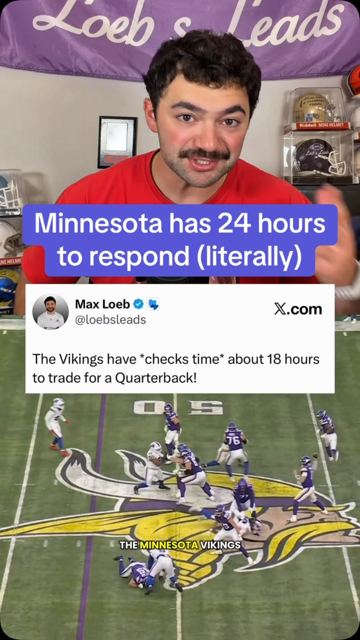 Loeb's Leads
Minnesota has 24 hours
to respond (literally)
Max Loeb
@loebsleads
X.com
The Vikings have *checks time* about 18 hours
to trade for a Quarterback!
50
76
THE MINNESOTA VIKINGS